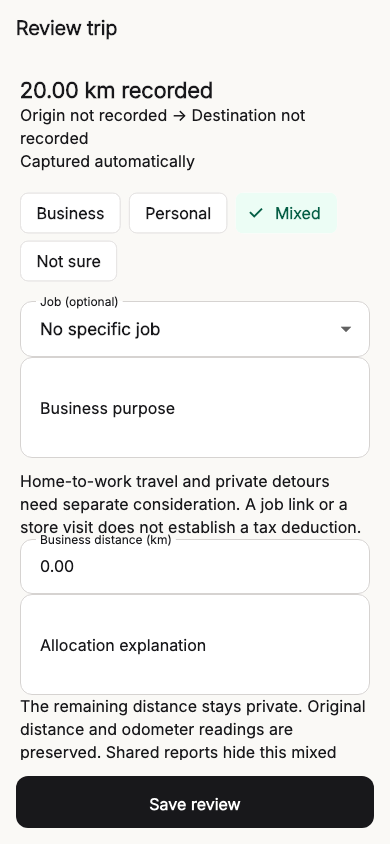 Review trip
20.00 km recorded
Origin not recorded → Destination not
recorded
Captured automatically
Business Personal ✓ Mixed
Not sure
Job (optional)
No specific job
Business purpose
Home-to-work travel and private detours
need separate consideration. A job link or a
store visit does not establish a tax deduction.
Business distance (km)
0.00
Allocation explanation
The remaining distance stays private. Original
distance and odometer readings are
preserved. Shared reports hide this mixed
Save review